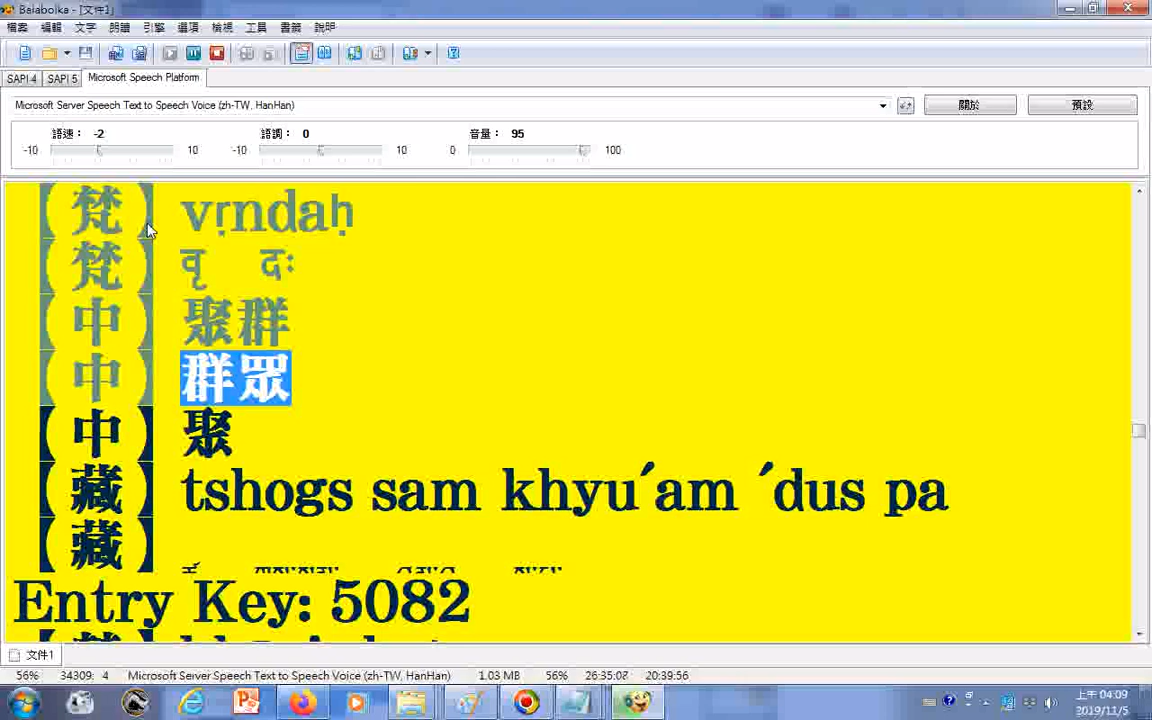 Balabolka - [文件1]
檔案 編輯 文字 朗讀 引擎 選項 檢視 工具 書籤 說明
SAPI 4 SAPI 5 Microsoft Speech Platform
Microsoft Server Speech Text to Speech Voice (zh-TW, HanHan) 關於 預設
語速： -2 語調： 0 音量： 95
-10 10 -10 10 0 100
【梵】 vṛndaḥ
【梵】 वृ दः
【中】 聚群
【中】 群眾
【中】 聚
【藏】 tshogs sam khyu´am ´dus pa
【藏】
Entry Key: 5082
文件1
56% 34309: 4 Microsoft Server Speech Text to Speech Voice (zh-TW, HanHan) 1.03 MB 56% 26:35:07 20:39:56
上午 04:09
2019/11/5